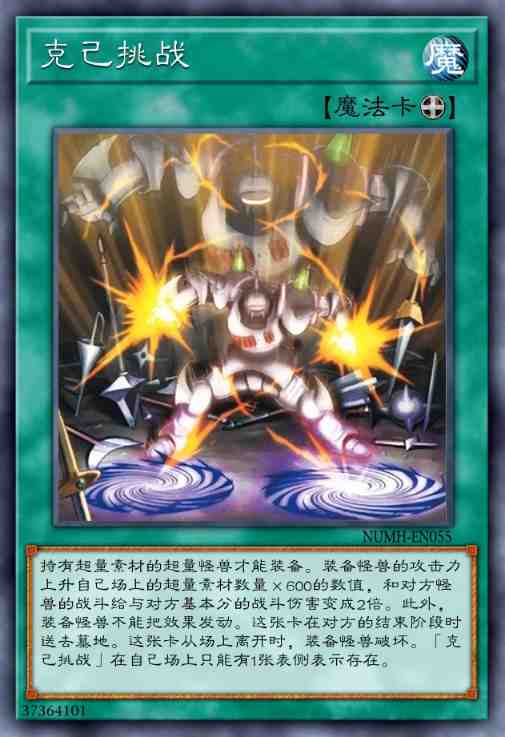 克己挑战
魔
【魔法卡】
NUMH-EN055
持有超量素材的超量怪兽才能装备。装备怪兽的攻击力
上升自己场上的超量素材数量×600的数值，和对方怪
兽的战斗给与对方基本分的战斗伤害变成2倍。此外，
装备怪兽不能把效果发动。这张卡在对方的结束阶段时
送去墓地。这张卡从场上离开时，装备怪兽破坏。「克
己挑战」在自己场上只能有1张表侧表示存在。
37364101